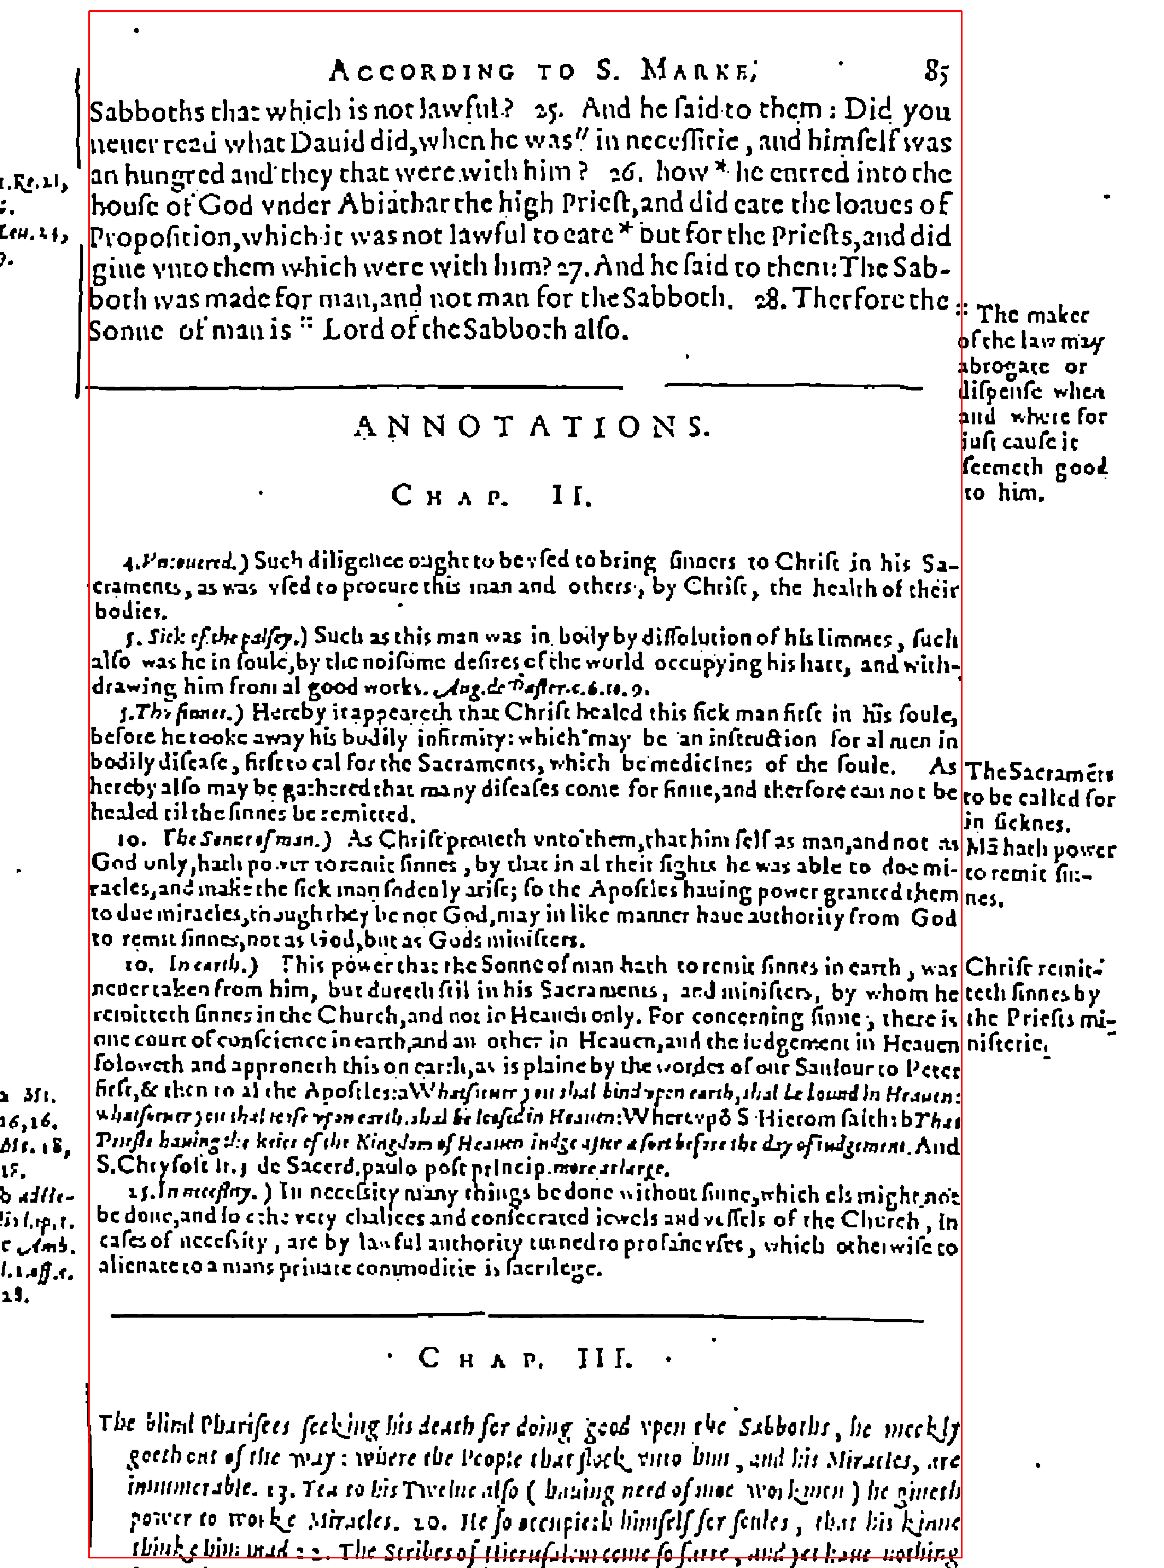 ACCORDING TO S. MARKE. 85
Sabboths that which is not lawful? 25. And he ſaid to them: Did you
neuer read what Dauid did, when he was" in neceſſitie, and himſelf was
an hungred and they that were with him? 26. how * he entred into the
houſe of God vnder Abiathar the high Prieſt, and did eate the loaues of
Propoſition, which it was not lawful to eate * but for the Prieſts, and did
giue vnto them which were with him? 27. And he ſaid to them: The Sab-
both was made for man, and not man for the Sabboth. 28. Therfore the
Sonne of man is :: Lord of the Sabboth alſo.
1. Re. 21,
6.
Leu. 24,
9.
:: The maker
of the law may
abrogate or
diſpenſe when
and where for
iuſt cauſe it
ſeemeth good
to him.
ANNOTATIONS.
CHAP. II.
4. Vncouered.) Such diligence ought to be vſed to bring ſinners to Chriſt in his Sa-
craments, as was vſed to procure this man and others, by Chriſt, the health of their
bodies.
5. Sick of the palſey.) Such as this man was in bodily by diſſolution of his limmes, ſuch
alſo was he in ſoule, by the noiſome deſires of the world occupying his hart, and with-
drawing him from al good works. Aug. de Paſtor. c. 6. to. 9.
5. Thy ſinnes.) Hereby it appeareth that Chriſt healed this ſick man firſt in his ſoule,
before he tooke away his bodily infirmity: which may be an inſtruction for al men in
bodily diſeaſe, firſt to cal for the Sacraments, which be medicines of the ſoule. As
hereby alſo may be gathered that many diſeaſes come for ſinne, and therfore can not be
healed til the ſinnes be remitted.
The Sacramẽts
to be called for
in ſicknes.
10. The Sonne of man.) As Chriſt proueth vnto them, that him ſelf as man, and not as
God only, hath power to remit ſinnes, by that in al their ſights he was able to doe mi-
racles, and make the ſick man ſodenly ariſe; ſo the Apoſtles hauing power granted them
to doe miracles, though they be not God, may in like manner haue authority from God
to remit ſinnes, not as God, but as Gods miniſters.
Mã hath power
to remit ſin-
nes.
10. In earth.) This power that the Sonne of man hath to remit ſinnes in earth, was
neuer taken from him, but dureth ſtil in his Sacraments, and miniſters, by whom he
remitteth ſinnes in the Church, and not in Heauen only. For concerning ſinne, there is
one court of conſcience in earth, and an other in Heauen, and the iudgement in Heauen
foloweth and approueth this on earth, as is plaine by the wordes of our Sauiour to Peter
firſt, & then to al the Apoſtles: a Whatſoeuer you ſhal bind vpon earth, ſhal be bound in Heauen:
whatſoeuer you ſhal looſe vpon earth, ſhal be looſed in Heauen: Wherevpõ S. Hierom ſaith: b That
Prieſts hauing the keies of the Kingdom of Heauen iudge after a ſort before the day of iudgement. And
S. Chryſoſt. li. 3 de Sacerd. paulo poſt princip. more at large.
Chriſt remit-
teth ſinnes by
the Prieſts mi-
niſterie.
a Mt.
16,16.
Mt. 18,
18.
25. In neceſſity.) In neceſsity many things be done without ſinne, which els might not
be done, and ſo c the very chalices and conſecrated iewels and veſſels of the Church, in
caſes of neceſsity, are by lawful authority turned to profane vſes, which otherwiſe to
alienate to a mans priuate commoditie is ſacrilege.
c Amb.
28.
CHAP. III.
The blind Phariſees ſeeking his death for doing good vpon the Sabboths, he meekly
goeth out of the way: where the People that flock vnto him, and his Miracles, are
innumerable. 13. Yea to his Twelue alſo (hauing need of moe workmen) he giueth
power to worke Miracles. 20. He ſo occupieth himſelf for ſoules, that his kinne
thinke him mad. 22. The Scribes of Hieruſalem come ſo farre, and yet haue nothing